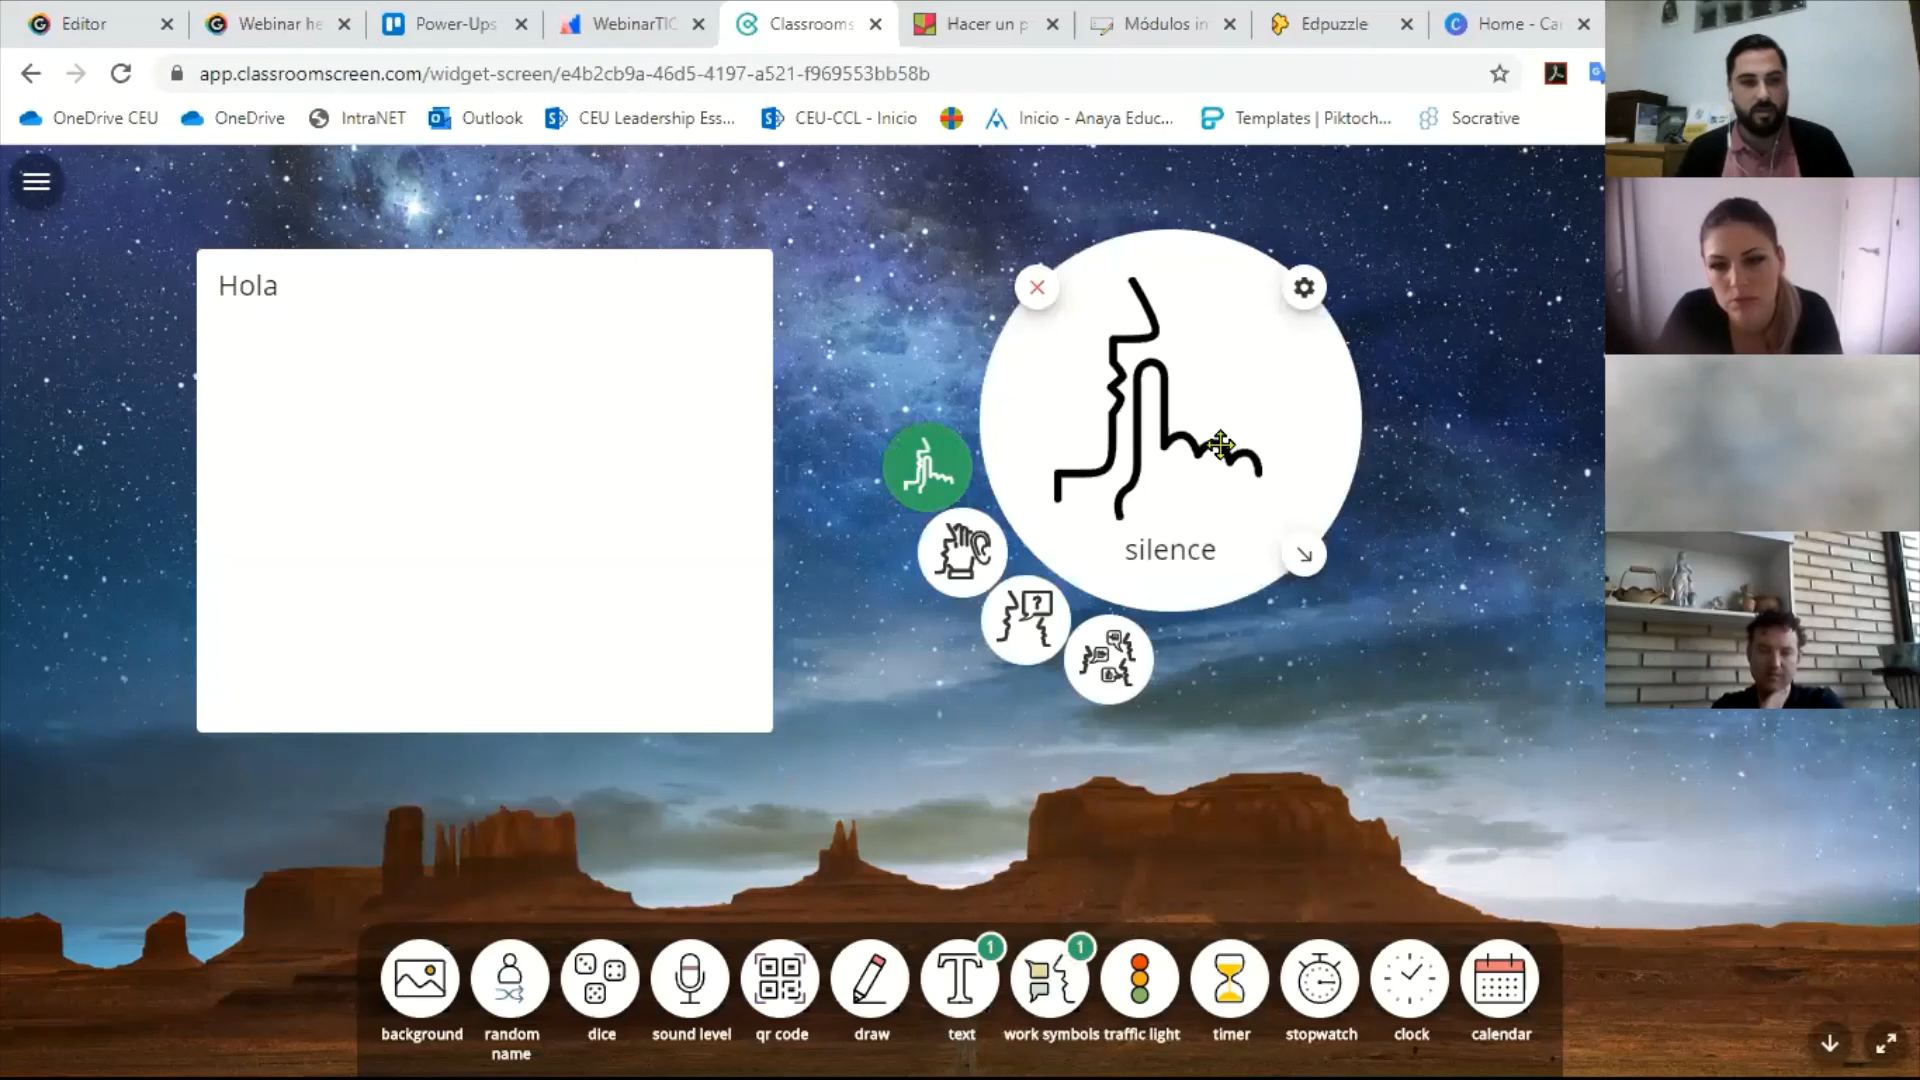 Editor
Webinar he
Power-Ups
WebinarTIC
Classrooms
Hacer un p
Módulos in
Edpuzzle
Home - Ca
app.classroomscreen.com/widget-screen/e4b2cb9a-46d5-4197-a521-f969553bb58b
OneDrive CEU
OneDrive
IntraNET
Outlook
CEU Leadership Ess...
CEU-CCL - Inicio
Inicio - Anaya Educ...
Templates | Piktoch...
Socrative
Hola
silence
1
1
background
random name
dice
sound level
qr code
draw
text
work symbols
traffic light
timer
stopwatch
clock
calendar